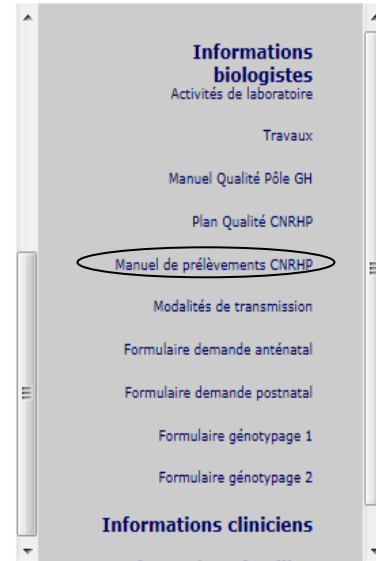 Informations
biologistes
Activités de laboratoire
Travaux
Manuel Qualité Pôle GH
Plan Qualité CNRHP
Manuel de prélèvements CNRHP
Modalités de transmission
Formulaire demande anténatal
Formulaire demande postnatal
Formulaire génotypage 1
Formulaire génotypage 2
Informations cliniciens